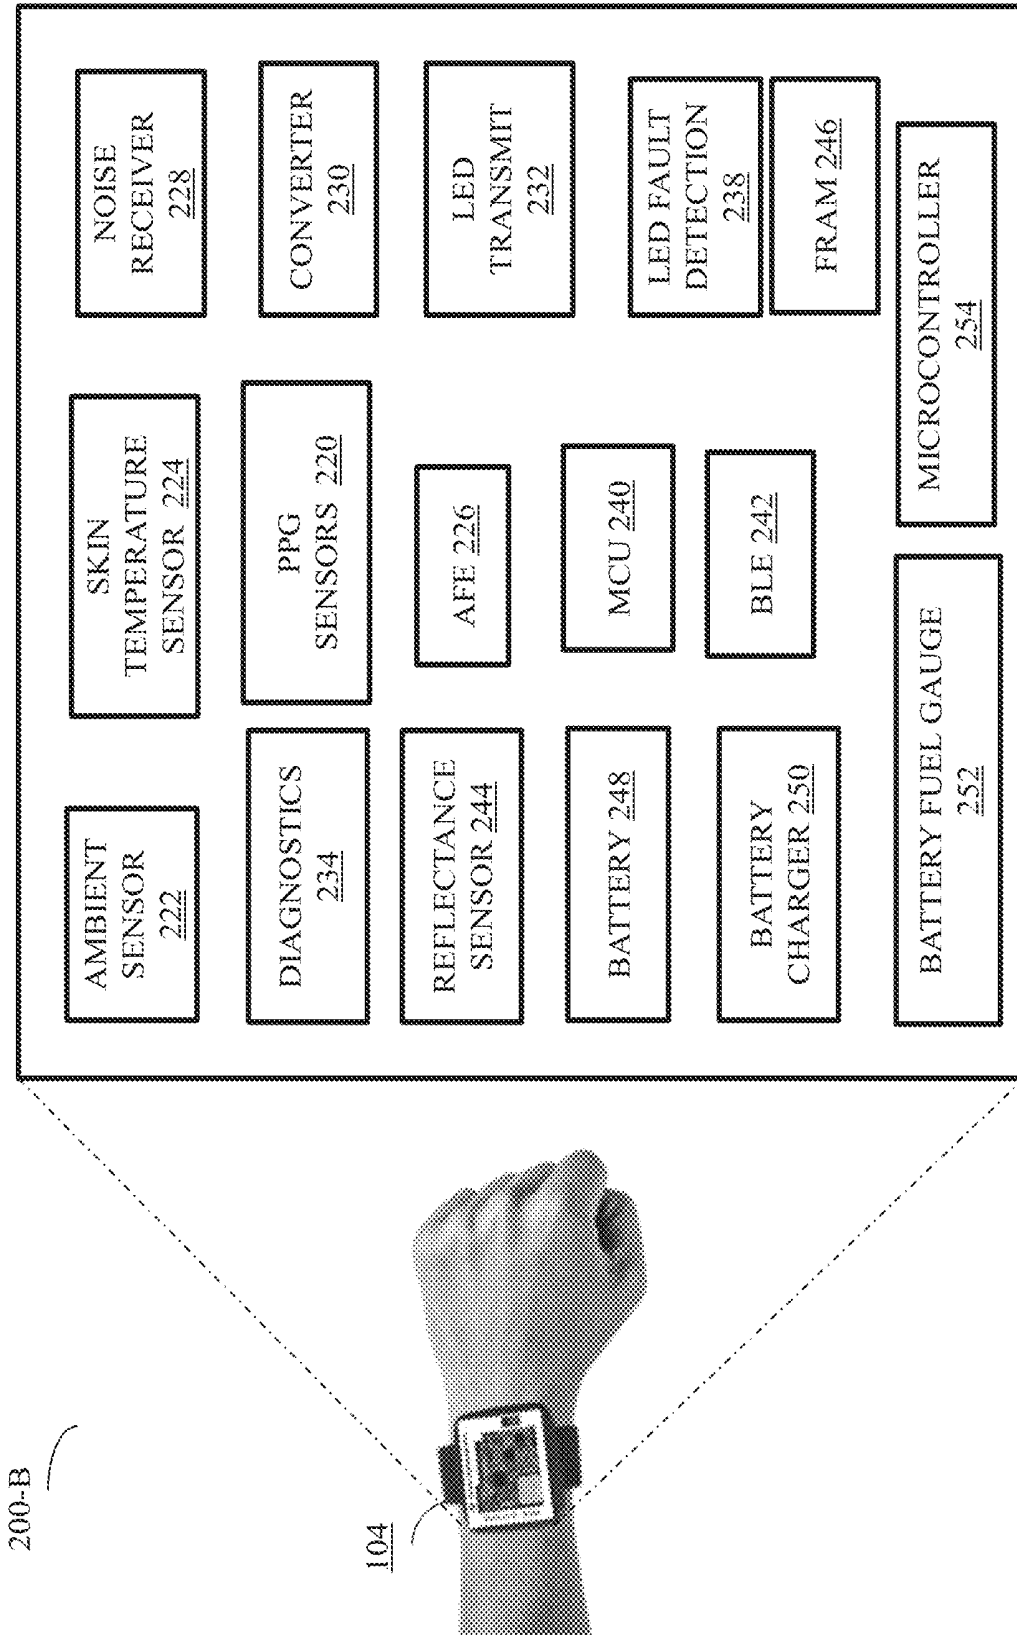 200-B
104
AMBIENT
SENSOR
222
SKIN
TEMPERATURE
SENSOR 224
NOISE
RECEIVER
228
DIAGNOSTICS
234
PPG
SENSORS 220
CONVERTER
230
REFLECTANCE
SENSOR 244
AFE 226
LED
TRANSMIT
232
BATTERY 248
MCU 240
LED FAULT
DETECTION
238
BATTERY
CHARGER 250
BLE 242
FRAM 246
BATTERY FUEL GAUGE
252
MICROCONTROLLER
254